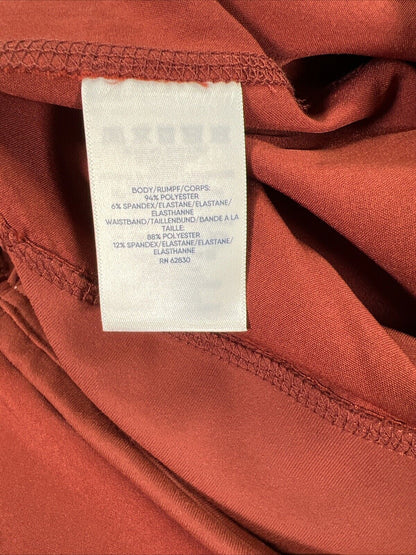 BODY/RUMPF/CORPS:
94% POLYESTER
6% SPANDEX/ELASTANE/ELASTANE/
ELASTHANNE
WAISTBAND/TAILLENBUND/BANDE A LA
TAILLE:
88% POLYESTER
12% SPANDEX/ELASTANE/ELASTANE/
ELASTHANNE
RN 62830